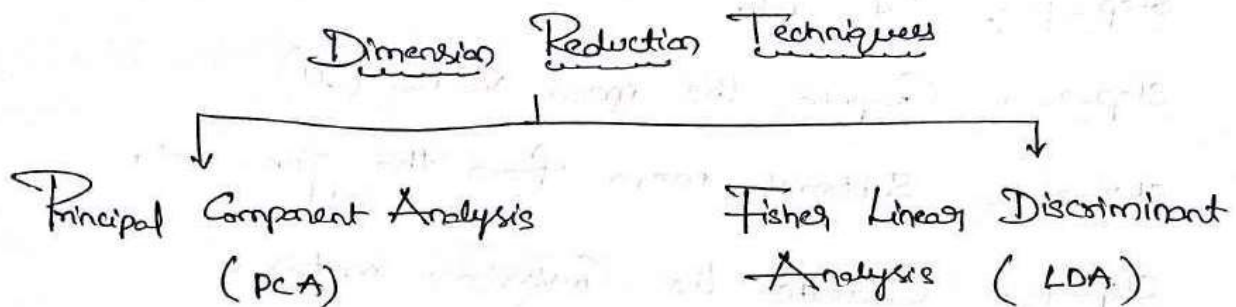 Dimension Reduction Techniques
Principal Component Analysis
(PCA)
Fisher Linear Discriminant
Analysis (LDA)